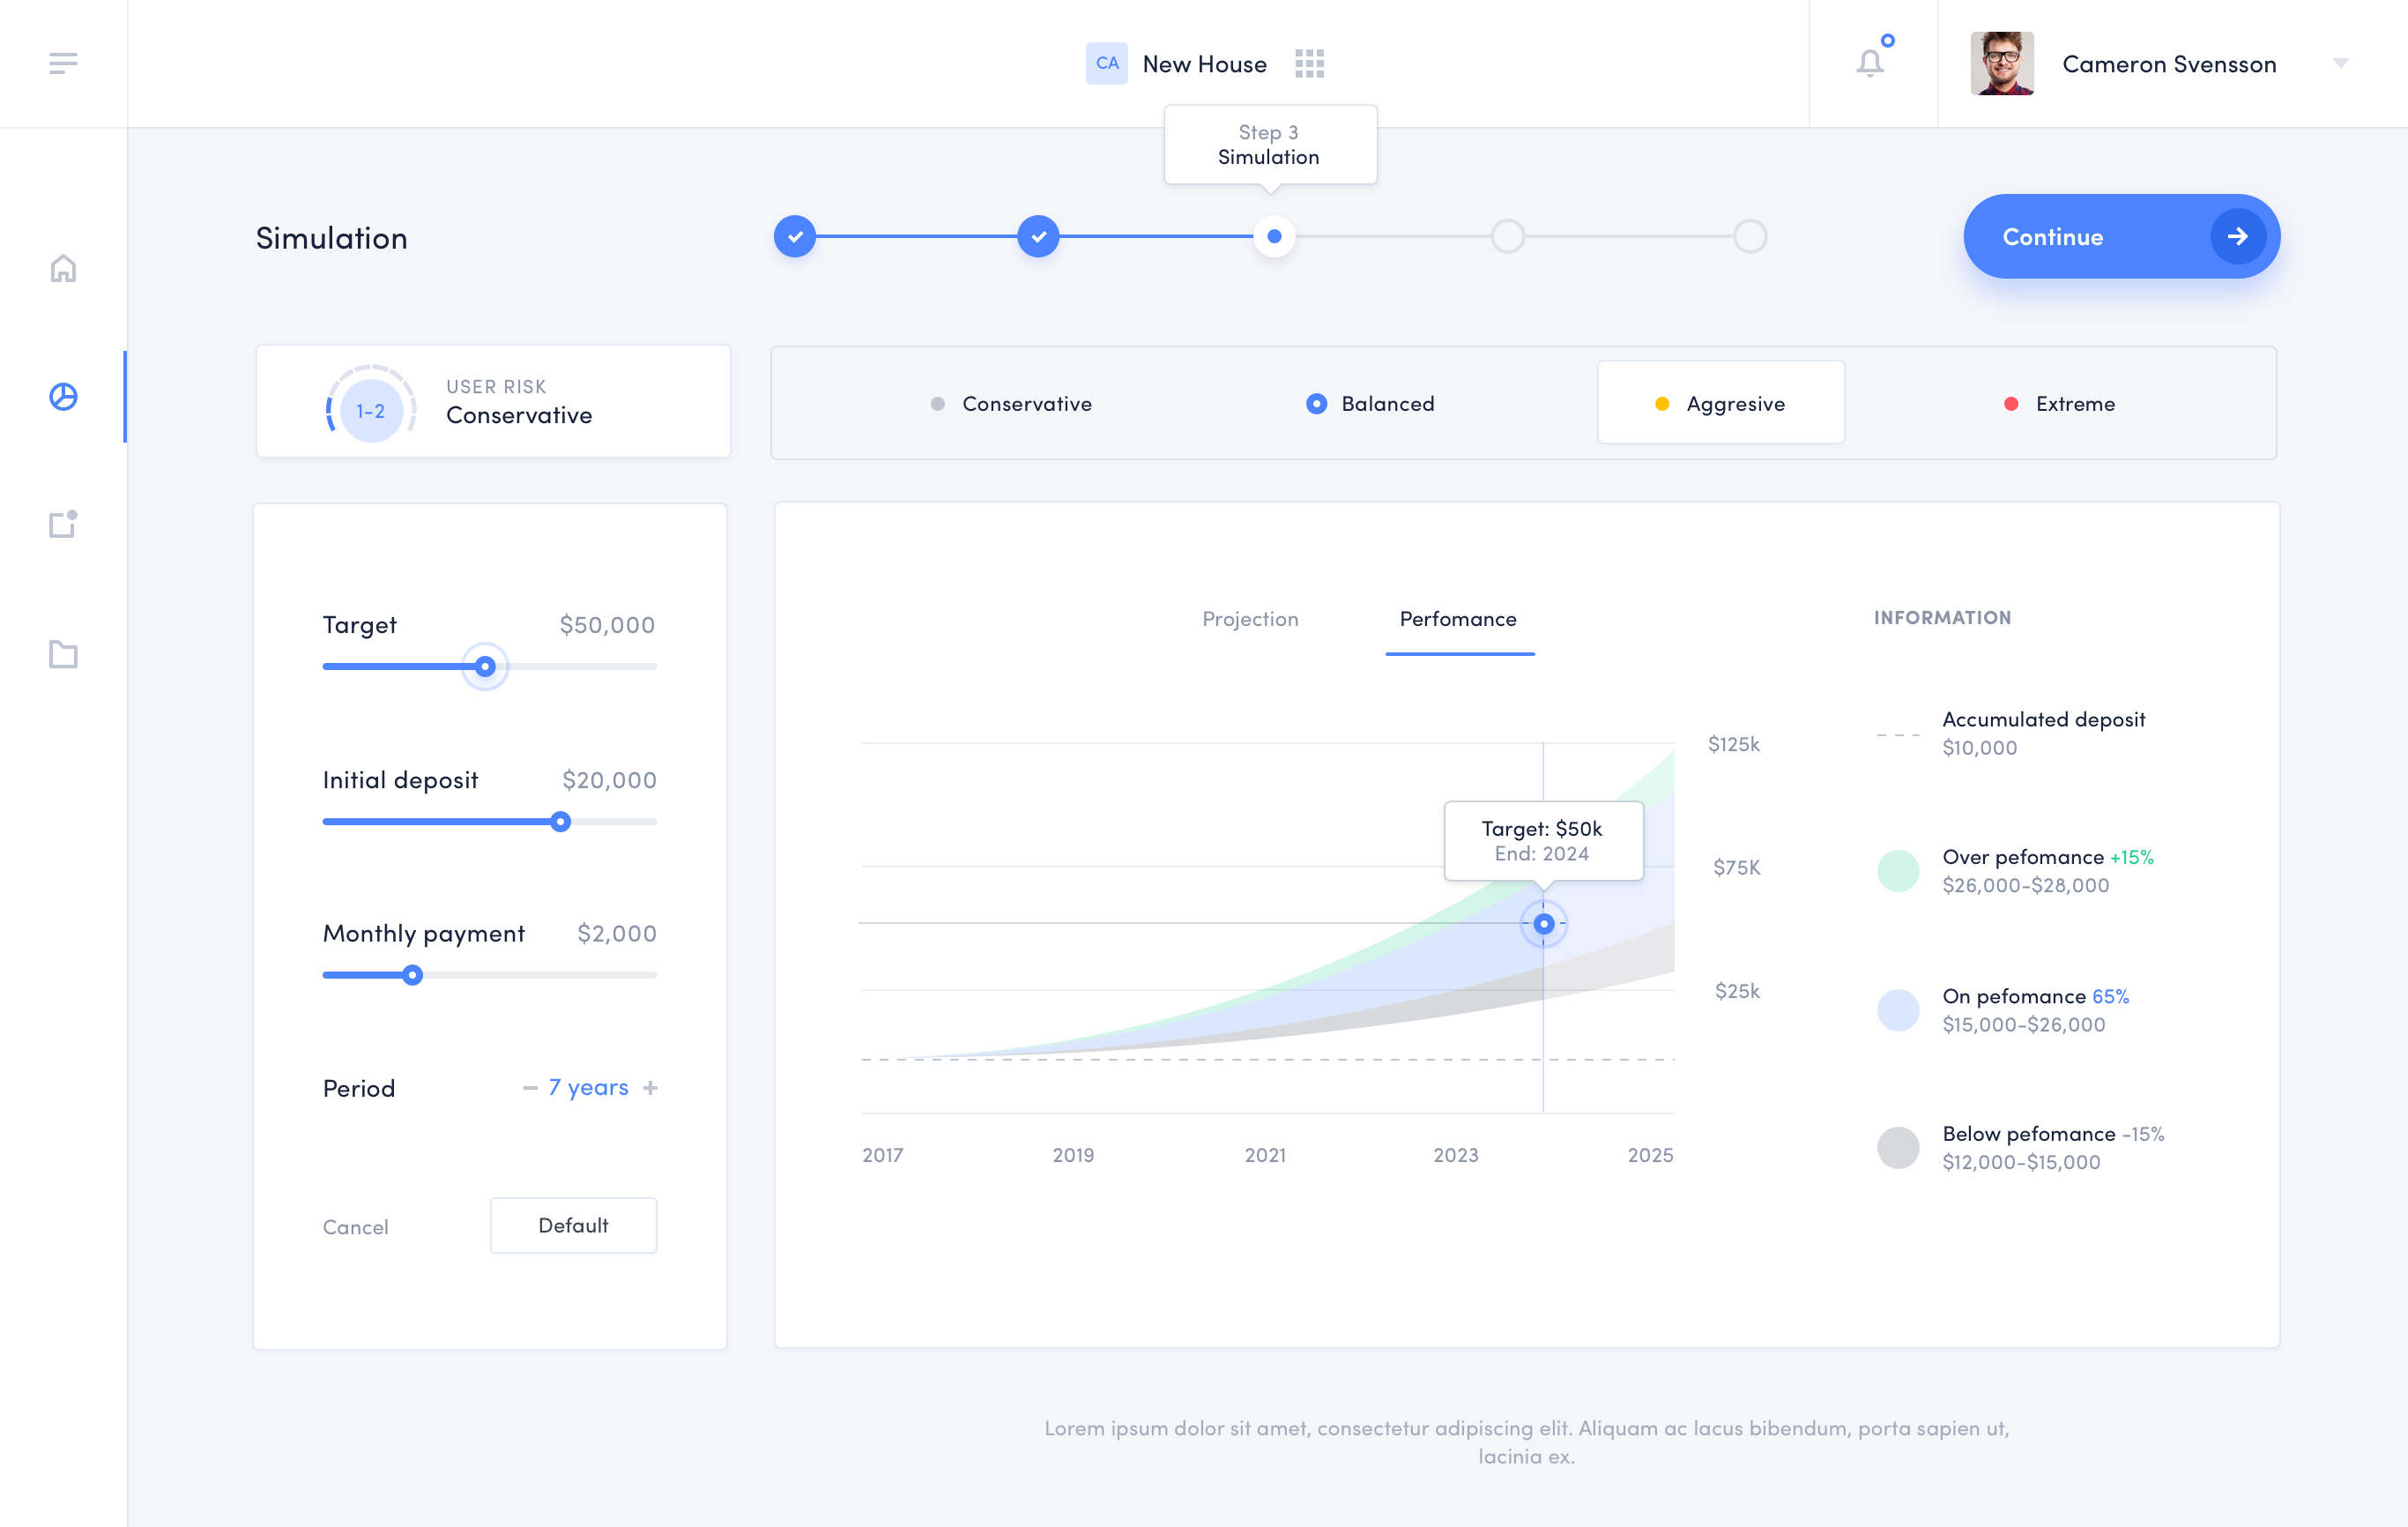 CA New House
Cameron Svensson
Step 3
Simulation
Simulation
Continue
1-2
USER RISK
Conservative
Conservative
Balanced
Aggresive
Extreme
Target $50,000
Initial deposit $20,000
Monthly payment $2,000
Period − 7 years +
Cancel
Default
Projection
Perfomance
$125k
$75K
$25k
Target: $50k
End: 2024
2017 2019 2021 2023 2025
INFORMATION
Accumulated deposit
$10,000
Over pefomance +15%
$26,000-$28,000
On pefomance 65%
$15,000-$26,000
Below pefomance -15%
$12,000-$15,000
Lorem ipsum dolor sit amet, consectetur adipiscing elit. Aliquam ac lacus bibendum, porta sapien ut,
lacinia ex.